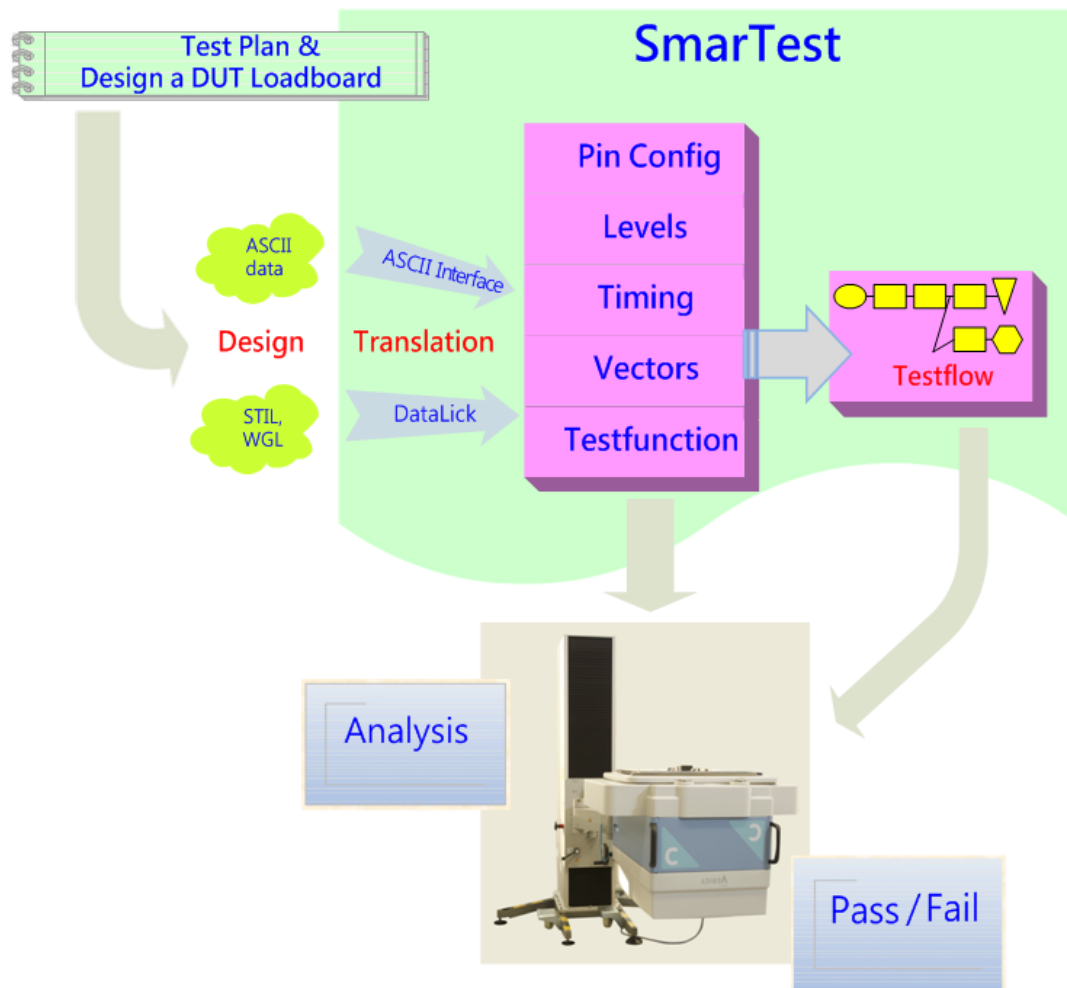 Test Plan &
Design a DUT Loadboard
SmarTest
Pin Config
Levels
Timing
Vectors
Testfunction
ASCII
data
ASCII Interface
Design
Translation
STIL,
WGL
DataLick
Testflow
Analysis
Pass / Fail